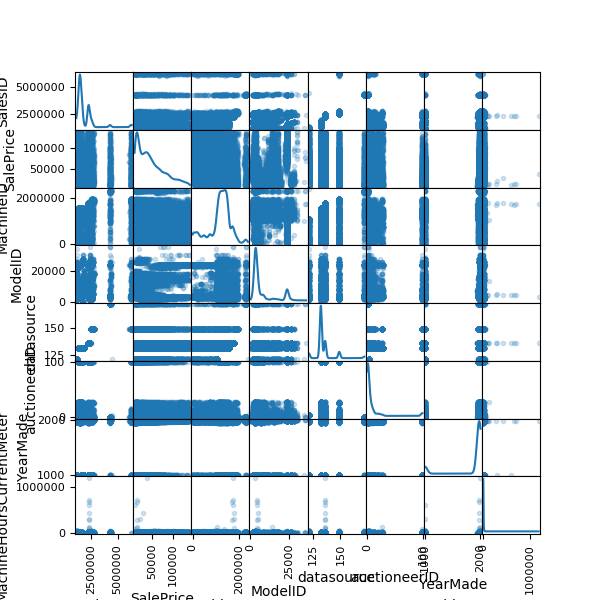 SalesID
5000000
2500000
SalePrice
100000
50000
MachineID
2000000
0
ModelID
20000
0
datasource
150
125
auctioneerID
100
0
YearMade
2000
1000
MachineHoursCurrentMeter
1000000
0
2500000
5000000
50000
100000
0
2000000
0
25000
125
150
0
100
1000
2000
0
1000000
SalePrice
ModelID
datasource
auctioneerID
YearMade